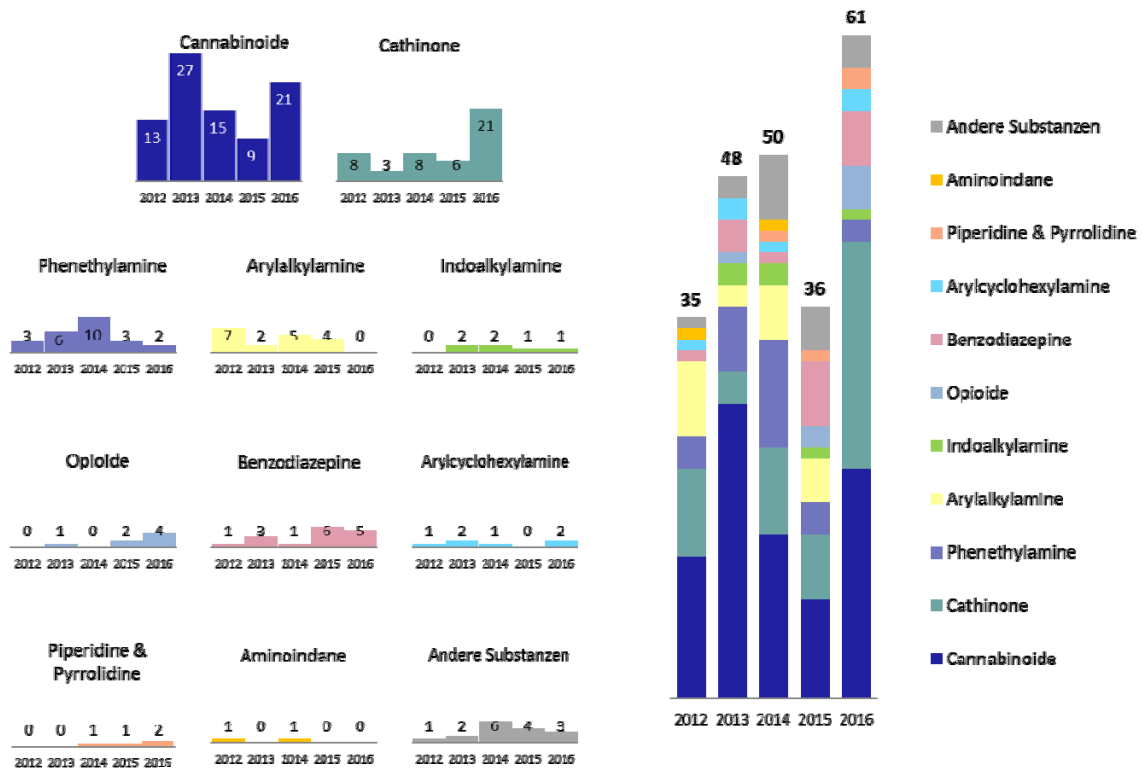 Cannabinoide
13 27 15 9 21
2012 2013 2014 2015 2016
Cathinone
8 3 8 6 21
2012 2013 2014 2015 2016
Phenethylamine
3 6 10 3 2
2012 2013 2014 2015 2016
Arylalkylamine
7 2 5 4 0
2012 2013 2014 2015 2016
Indoalkylamine
0 2 2 1 1
2012 2013 2014 2015 2016
Opioide
0 1 0 2 4
2012 2013 2014 2015 2016
Benzodiazepine
1 3 1 6 5
2012 2013 2014 2015 2016
Arylcyclohexylamine
1 2 1 0 2
2012 2013 2014 2015 2016
Piperidine &
Pyrrolidine
0 0 1 1 2
2012 2013 2014 2015 2016
Aminoindane
1 0 1 0 0
2012 2013 2014 2015 2016
Andere Substanzen
1 2 6 4 3
2012 2013 2014 2015 2016
35 48 50 36 61
2012 2013 2014 2015 2016
Andere Substanzen
Aminoindane
Piperidine & Pyrrolidine
Arylcyclohexylamine
Benzodiazepine
Opioide
Indoalkylamine
Arylalkylamine
Phenethylamine
Cathinone
Cannabinoide